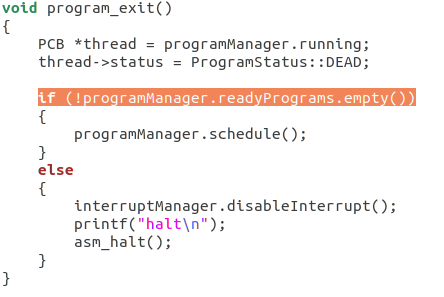 void program_exit()
{
    PCB *thread = programManager.running;
    thread->status = ProgramStatus::DEAD;

    if (!programManager.readyPrograms.empty())
    {
        programManager.schedule();
    }
    else
    {
        interruptManager.disableInterrupt();
        printf("halt\n");
        asm_halt();
    }
}